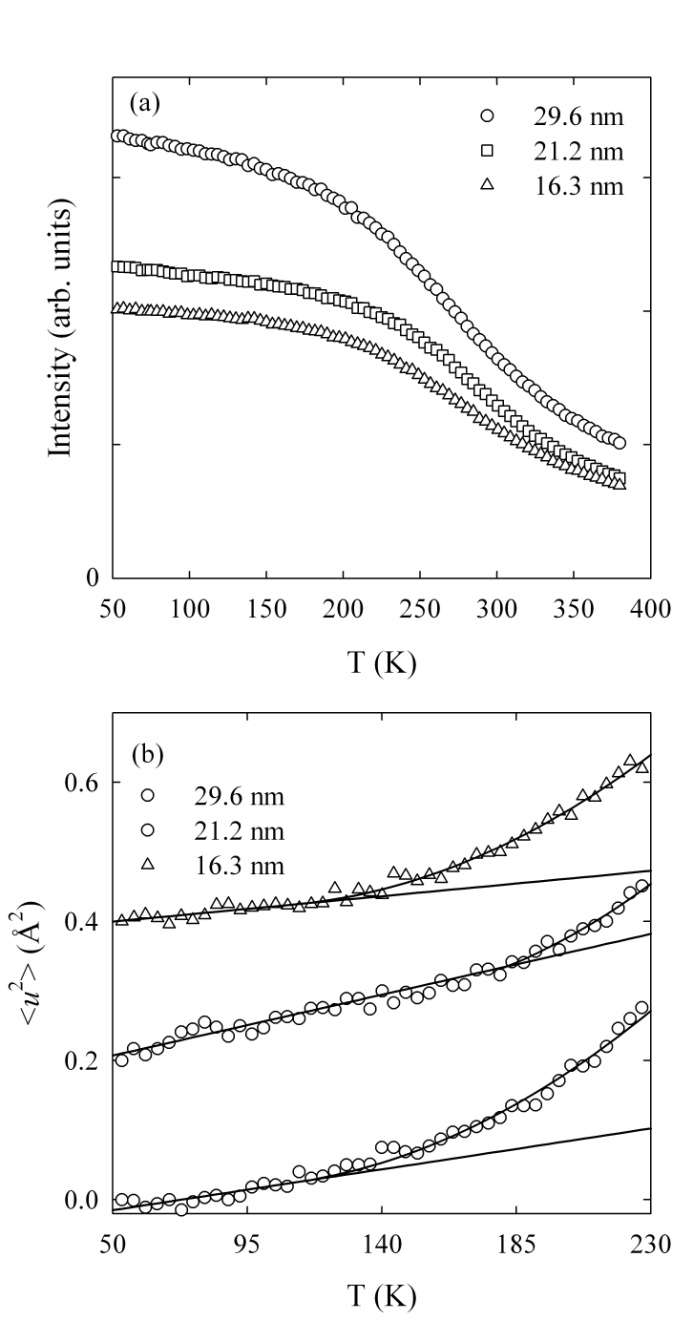 (a)
29.6 nm
21.2 nm
16.3 nm
Intensity (arb. units)
0
50 100 150 200 250 300 350 400
T (K)
(b)
29.6 nm
21.2 nm
16.3 nm
<u²> (Å²)
0.6
0.4
0.2
0.0
50 95 140 185 230
T (K)